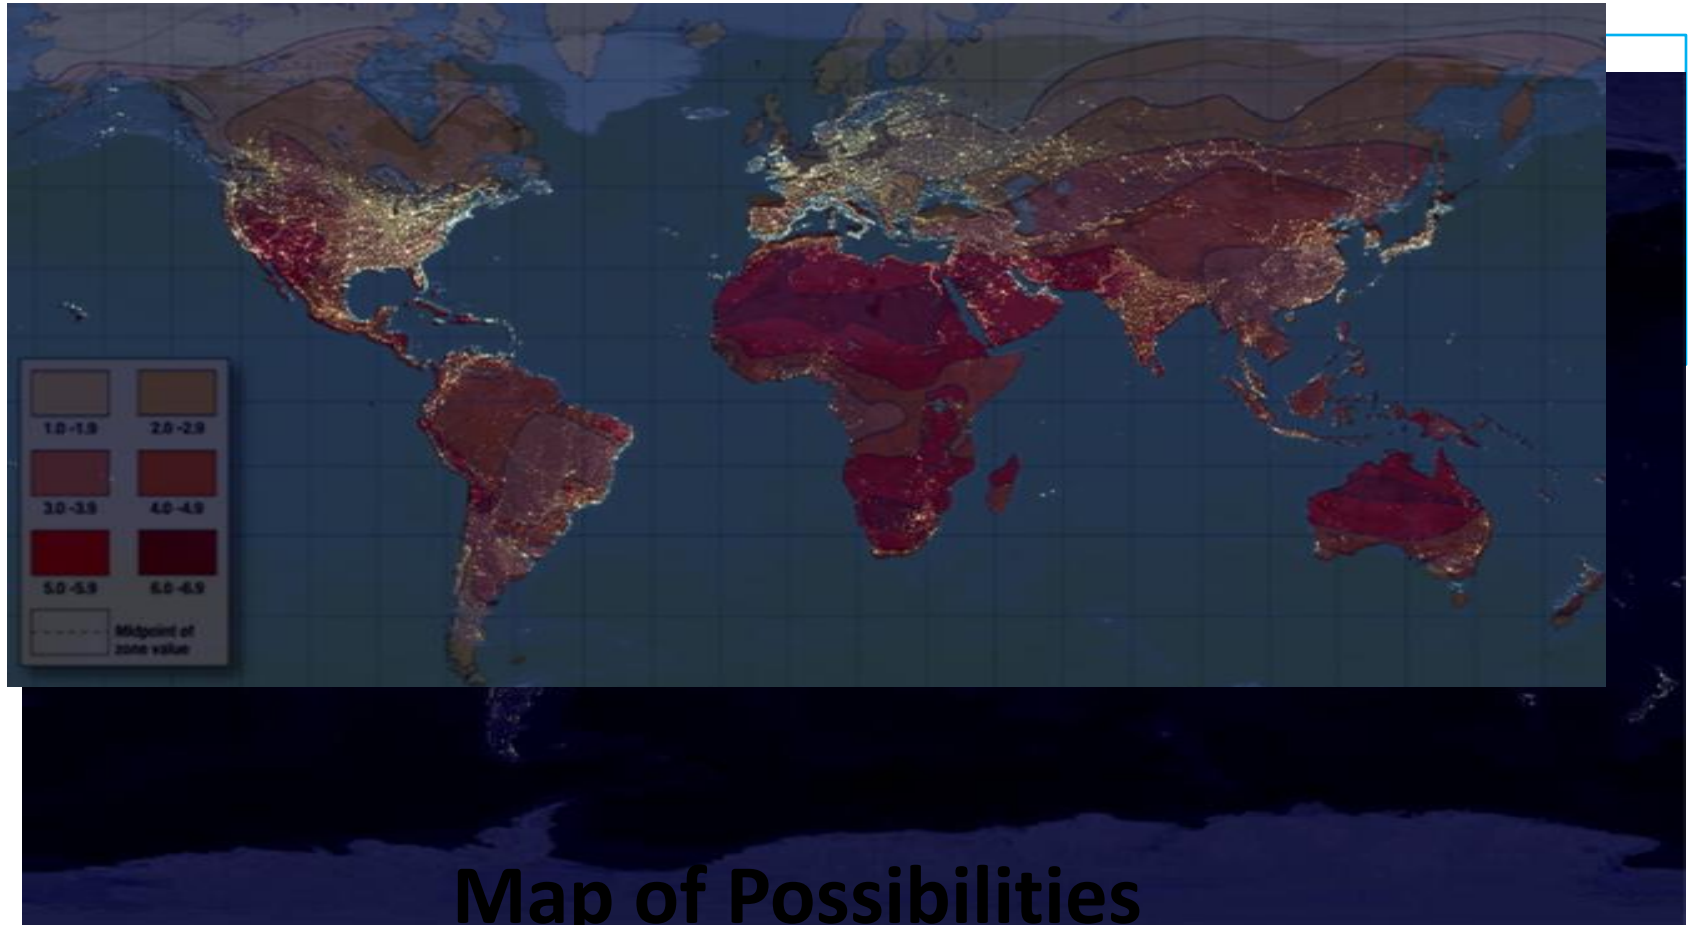 1.0 -1.9 2.0 -2.9
3.0 -3.9 4.0 -4.9
5.0 -5.9 6.0 -6.9
Midpoint of
zone value
Map of Possibilities